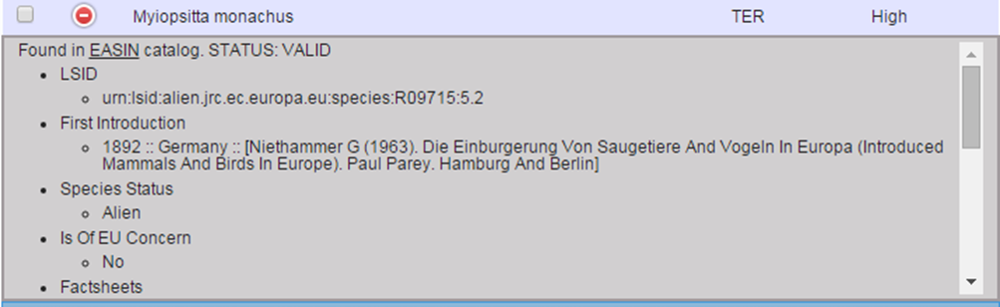 Myiopsitta monachus TER High
Found in EASIN catalog. STATUS: VALID
LSID
urn:lsid:alien.jrc.ec.europa.eu:species:R09715:5.2
First Introduction
1892 :: Germany :: [Niethammer G (1963). Die Einburgerung Von Saugetiere And Vogeln In Europa (Introduced
Mammals And Birds In Europe). Paul Parey. Hamburg And Berlin]
Species Status
Alien
Is Of EU Concern
No
Factsheets